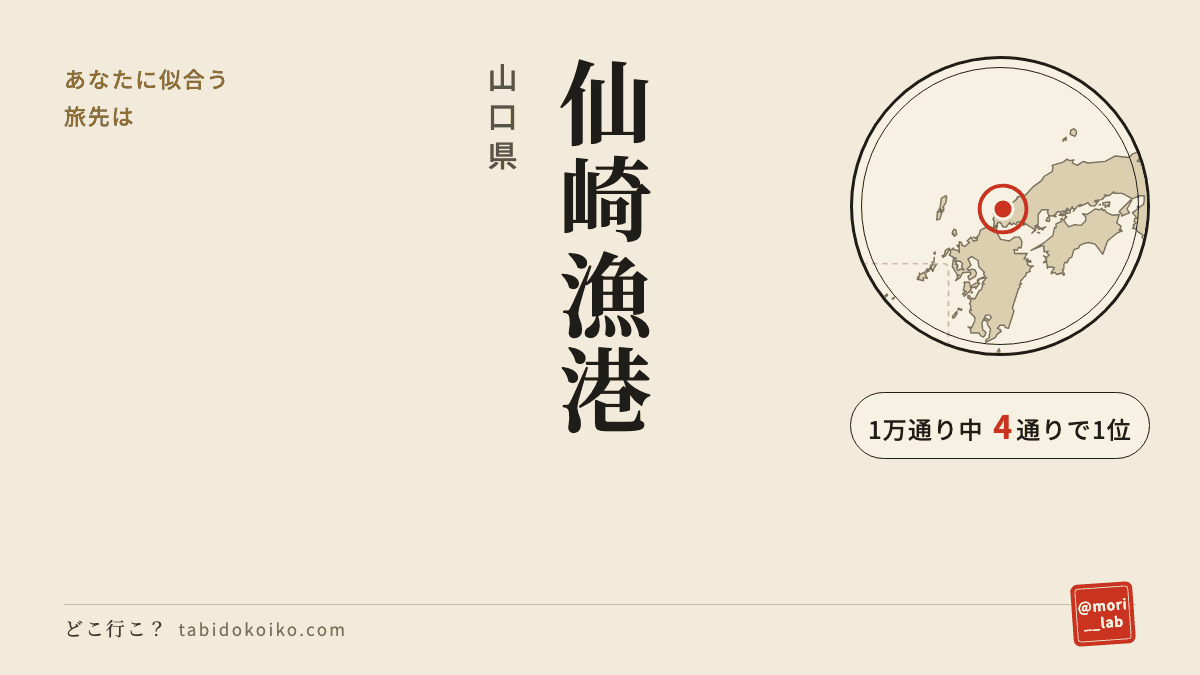 あなたに似合う
旅先は
仙崎漁港
山口県
1万通り中 4通りで1位
どこ行こ？ tabidokoiko.com
@mori
__lab